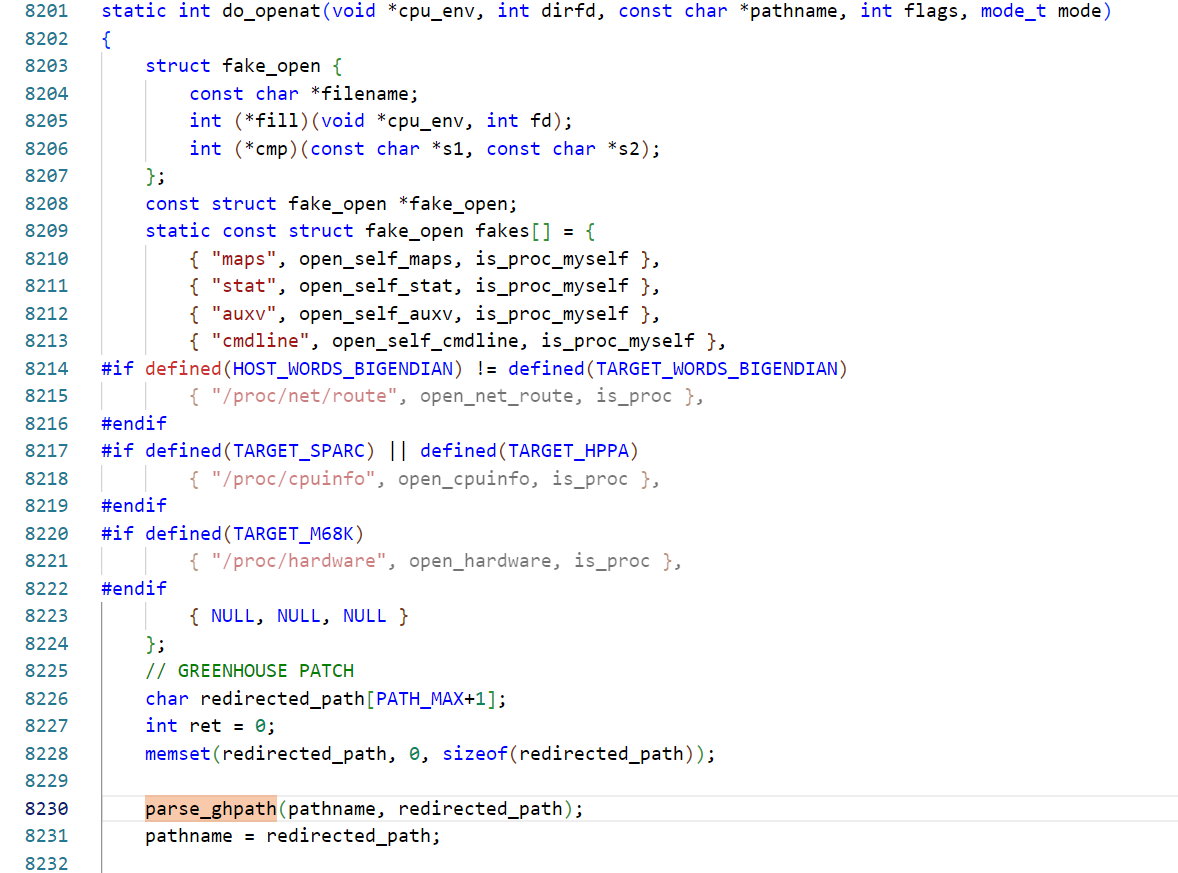 8201 static int do_openat(void *cpu_env, int dirfd, const char *pathname, int flags, mode_t mode)
8202 {
8203     struct fake_open {
8204         const char *filename;
8205         int (*fill)(void *cpu_env, int fd);
8206         int (*cmp)(const char *s1, const char *s2);
8207     };
8208     const struct fake_open *fake_open;
8209     static const struct fake_open fakes[] = {
8210         { "maps", open_self_maps, is_proc_myself },
8211         { "stat", open_self_stat, is_proc_myself },
8212         { "auxv", open_self_auxv, is_proc_myself },
8213         { "cmdline", open_self_cmdline, is_proc_myself },
8214 #if defined(HOST_WORDS_BIGENDIAN) != defined(TARGET_WORDS_BIGENDIAN)
8215         { "/proc/net/route", open_net_route, is_proc },
8216 #endif
8217 #if defined(TARGET_SPARC) || defined(TARGET_HPPA)
8218         { "/proc/cpuinfo", open_cpuinfo, is_proc },
8219 #endif
8220 #if defined(TARGET_M68K)
8221         { "/proc/hardware", open_hardware, is_proc },
8222 #endif
8223         { NULL, NULL, NULL }
8224     };
8225     // GREENHOUSE PATCH
8226     char redirected_path[PATH_MAX+1];
8227     int ret = 0;
8228     memset(redirected_path, 0, sizeof(redirected_path));
8229
8230     parse_ghpath(pathname, redirected_path);
8231     pathname = redirected_path;
8232